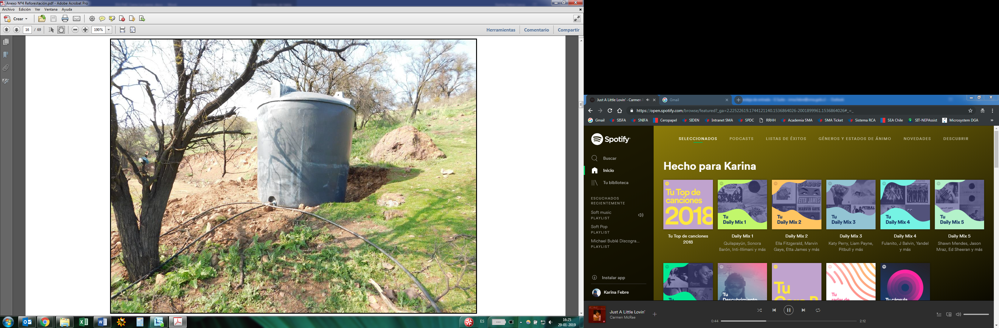 Anexo Nº4 Reforestación.pdf - Adobe Acrobat Pro
Archivo Edición Ver Ventana Ayuda
Crear
16 / 69
190%
Herramientas Comentario Compartir
ES
16:25
29-01-2019
Just A Little Lovin' · Carmen
Gmail
https://open.spotify.com/browse/featured?_ga=2.22522619.1744121140.1536864026-2001899961.1536864026#_=_
Gmail SISFA SNIFA Ceropapel SIDEN Intranet SMA SPDC RRHH Academia SMA SMA Ticket Sistema RCA SEA Chile SIT-NEPAssist Microsystem DGA »
Spotify
Buscar
Inicio
Tu biblioteca
ESCUCHADOS
RECIENTEMENTE
Soft music
PLAYLIST
Soft Pop
PLAYLIST
Michael Bublé Discogra...
PLAYLIST
Instalar app
Karina Febre
SELECCIONADOS PODCASTS LISTAS DE ÉXITOS GÉNEROS Y ESTADOS DE ÁNIMO NOVEDADES DESCUBRIR
Hecho para Karina
Tu Top de
canciones
2018
Tu
Daily Mix 1
Tu
Daily Mix 2
ETTA JAMES
MARVIN GAYE
Tu
Daily Mix 3
PITBULL
Tu
Daily Mix 4
Tu
Daily Mix 5
Tu Top de canciones
2018
Daily Mix 1
Quilapayún, Sonora
Barón, Inti-Illimani y más
Daily Mix 2
Ella Fitzgerald, Marvin
Gaye, Etta James y más
Daily Mix 3
Katy Perry, Liam Payne,
Pitbull y más
Daily Mix 4
Fulanito, J Balvin, Yandel
y más
Daily Mix 5
Shawn Mendes, Jason
Mraz, Ed Sheeran y más
Tu
Tu
Descubrimiento
Tu
Tu
radar de
Tu
cápsula
Just A Little Lovin'
Carmen McRae
0:44
2:12